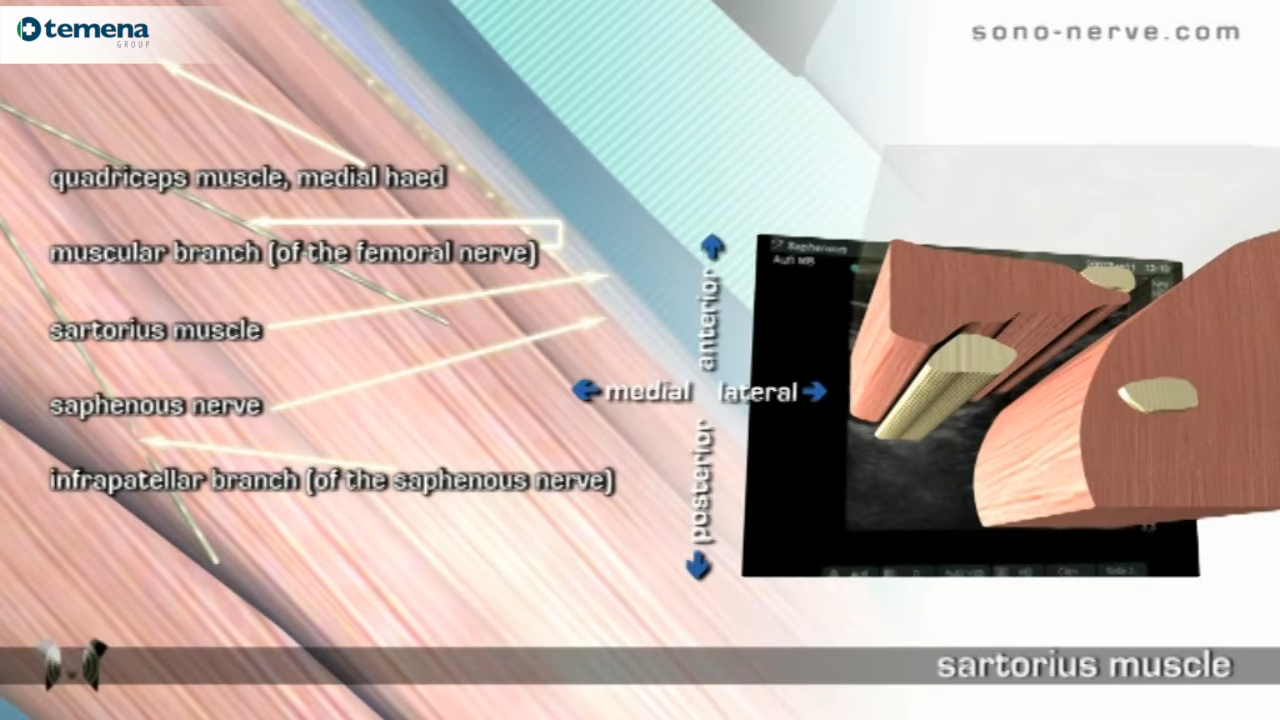 temena
GROUP
sono-nerve.com
quadriceps muscle, medial haed
muscular branch (of the femoral nerve)
sartorius muscle
saphenous nerve
infrapatellar branch (of the saphenous nerve)
anterior
medial lateral
posterior
Saphenous
sartorius muscle